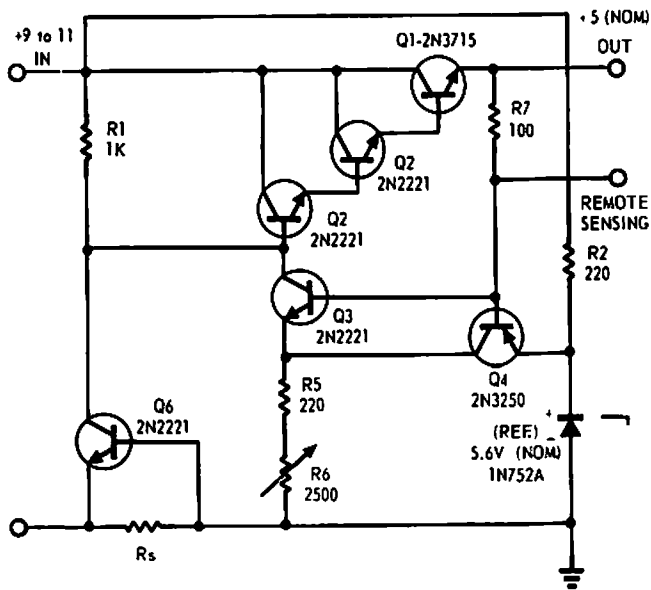 +9 to 11
IN
Q1-2N3715
+5 (NOM)
OUT
R1
1K
R7
100
Q2
2N2221
REMOTE
SENSING
Q2
2N2221
R2
220
Q3
2N2221
Q4
2N3250
R5
220
Q6
2N2221
+
(REF.) –
5.6V (NOM)
1N752A
R6
2500
Rs